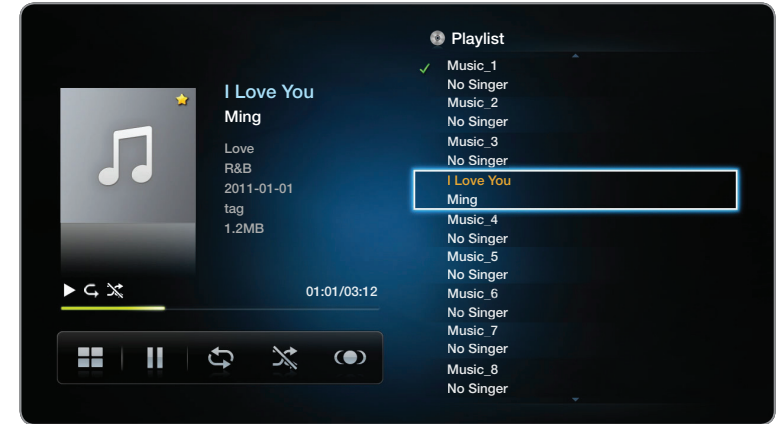 I Love You
Ming
Love
R&B
2011-01-01
tag
1.2MB
01:01/03:12
Playlist
Music_1
No Singer
Music_2
No Singer
Music_3
No Singer
I Love You
Ming
Music_4
No Singer
Music_5
No Singer
Music_6
No Singer
Music_7
No Singer
Music_8
No Singer